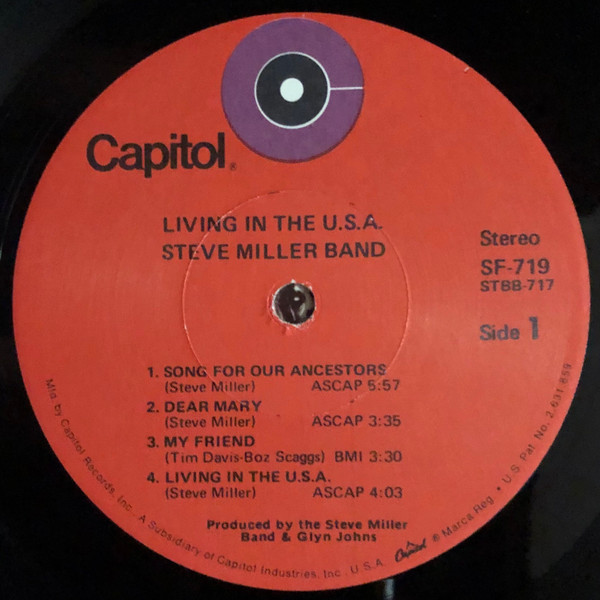 Capitol®
LIVING IN THE U.S.A.
STEVE MILLER BAND
Stereo
SF-719
STBB-717
Side 1
1. SONG FOR OUR ANCESTORS
(Steve Miller) ASCAP 5:57
2. DEAR MARY
(Steve Miller) ASCAP 3:35
3. MY FRIEND
(Tim Davis-Boz Scaggs) BMI 3:30
4. LIVING IN THE U.S.A.
(Steve Miller) ASCAP 4:03
Produced by the Steve Miller
Band & Glyn Johns
Mfd. by Capitol Records, Inc. A Subsidiary of Capitol Industries, Inc. U.S.A. Capitol ® Marca Reg. • U.S. Pat. No. 2,631,859